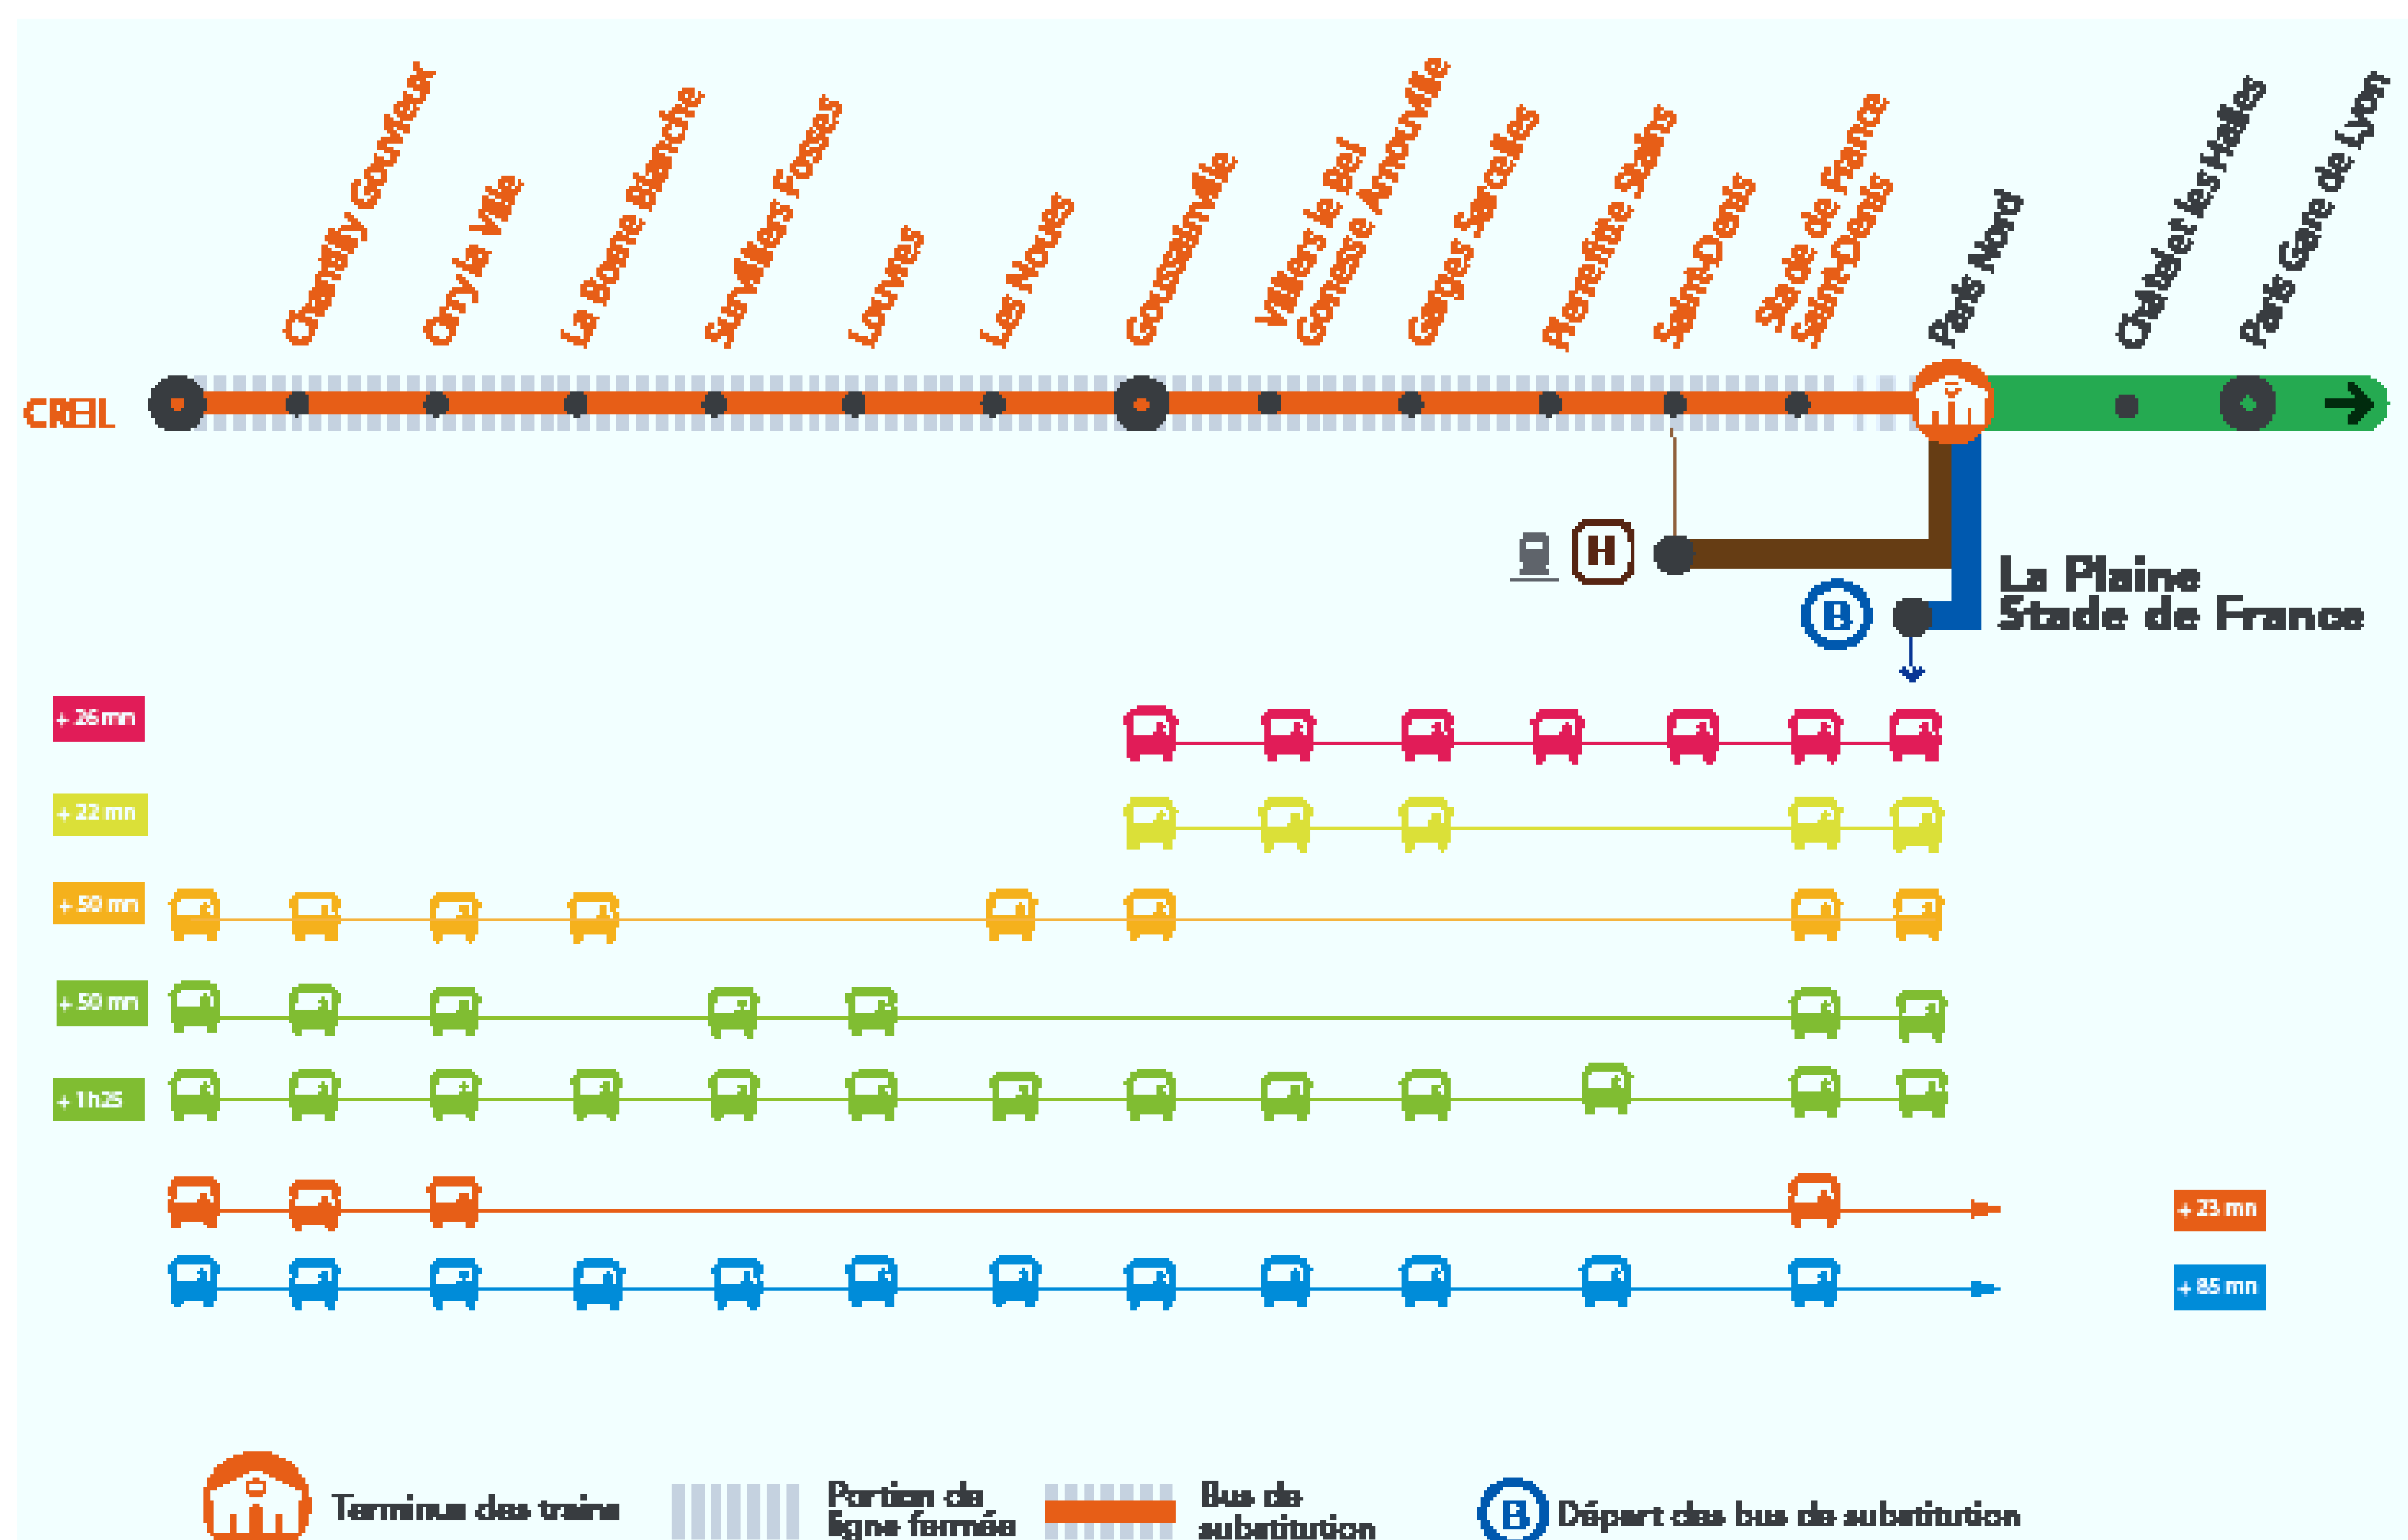 Chantilly Gouvieux
Orry la Ville
La Borne Blanche
Survilliers Fosses
Louvres
Les Noues
Goussainville
Villiers le Bel
Gonesse Arnouville
Garges Sarcelles
Pierrefitte Stains
Saint-Denis
Sta de de France
Saint-Denis
Paris Nord
Châtelet les Halles
Paris Gare de Lyon
CREIL
H
B
La Plaine
Stade de France
+ 26 mn
+ 22 mn
+ 50 mn
+ 50 mn
+ 1h25
+ 23 mn
+ 85 mn
Terminus des trains
Portion de
ligne fermée
Bus de
substitution
B Départ des bus de substitution